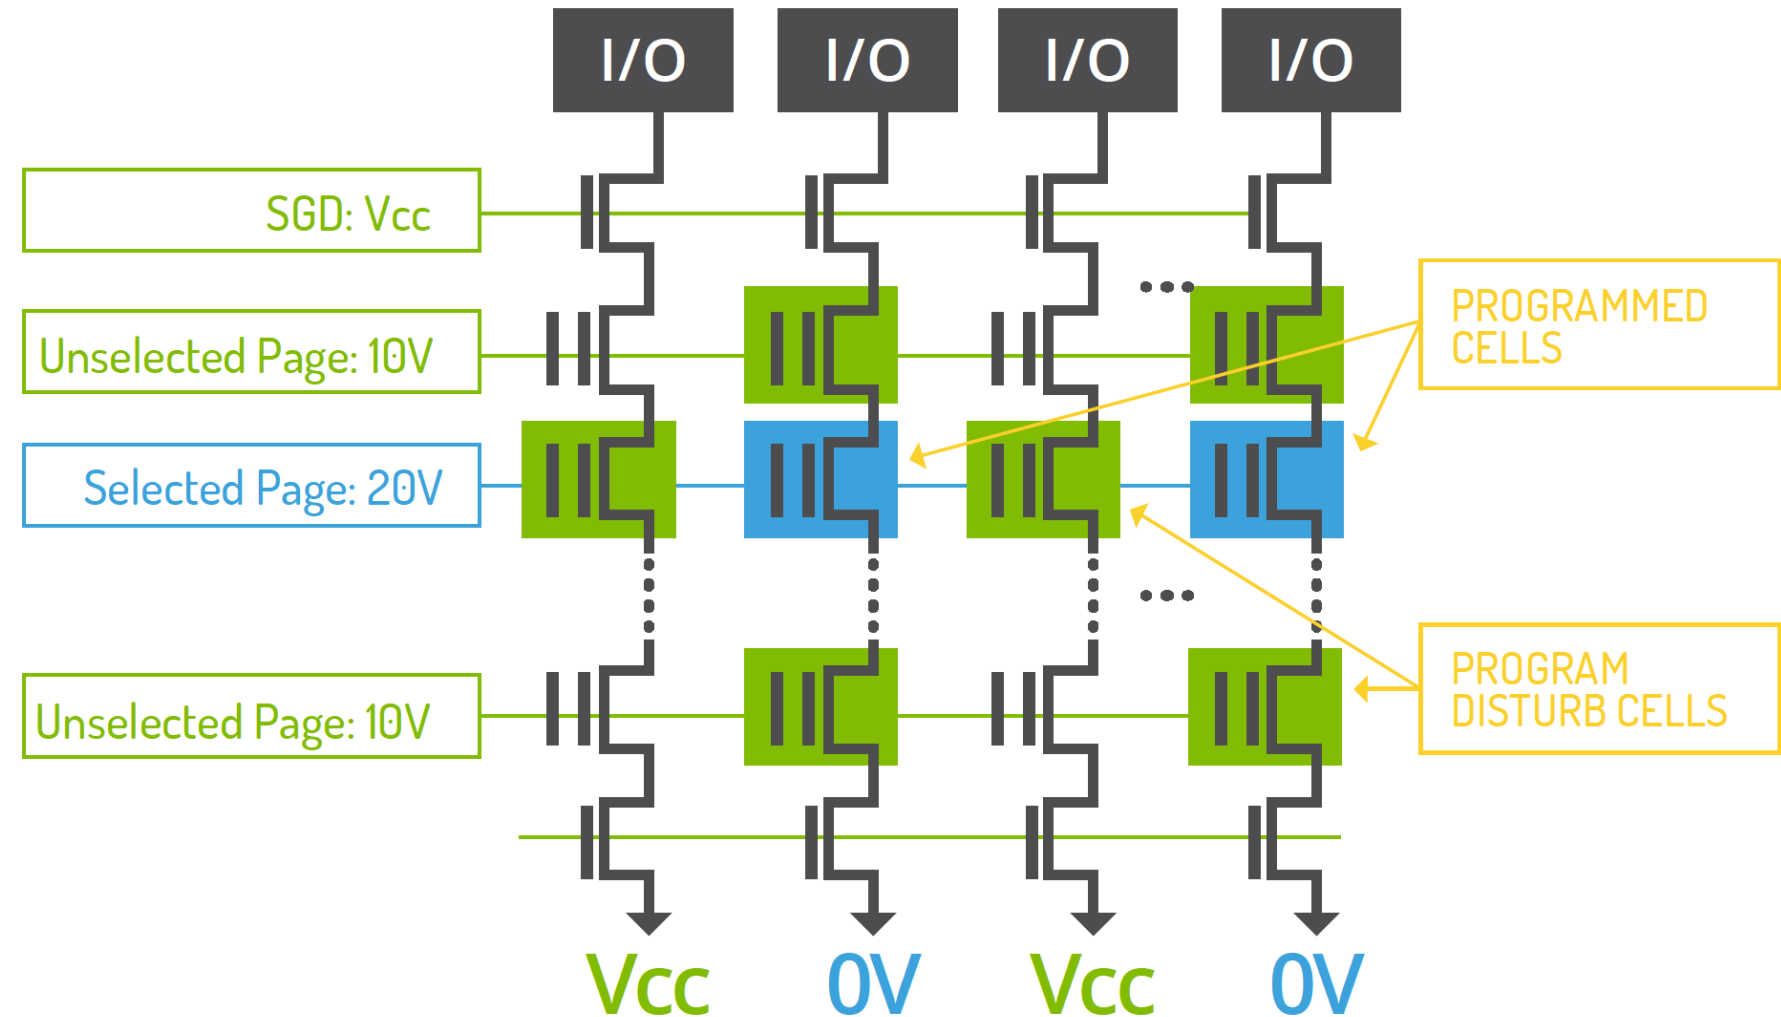 I/O I/O I/O I/O
SGD: Vcc
Unselected Page: 10V
PROGRAMMED
CELLS
Selected Page: 20V
Unselected Page: 10V
PROGRAM
DISTURB CELLS
Vcc 0V Vcc 0V